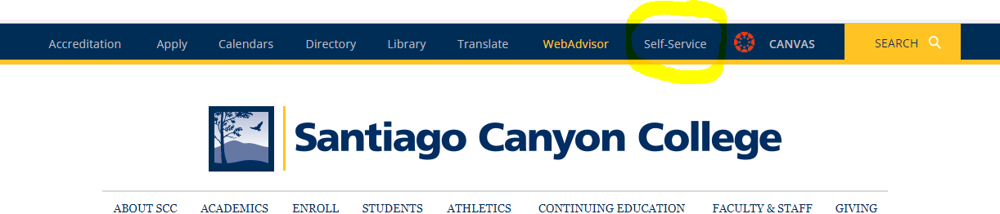 Accreditation Apply Calendars Directory Library Translate WebAdvisor Self-Service CANVAS SEARCH
Santiago Canyon College
ABOUT SCC ACADEMICS ENROLL STUDENTS ATHLETICS CONTINUING EDUCATION FACULTY & STAFF GIVING